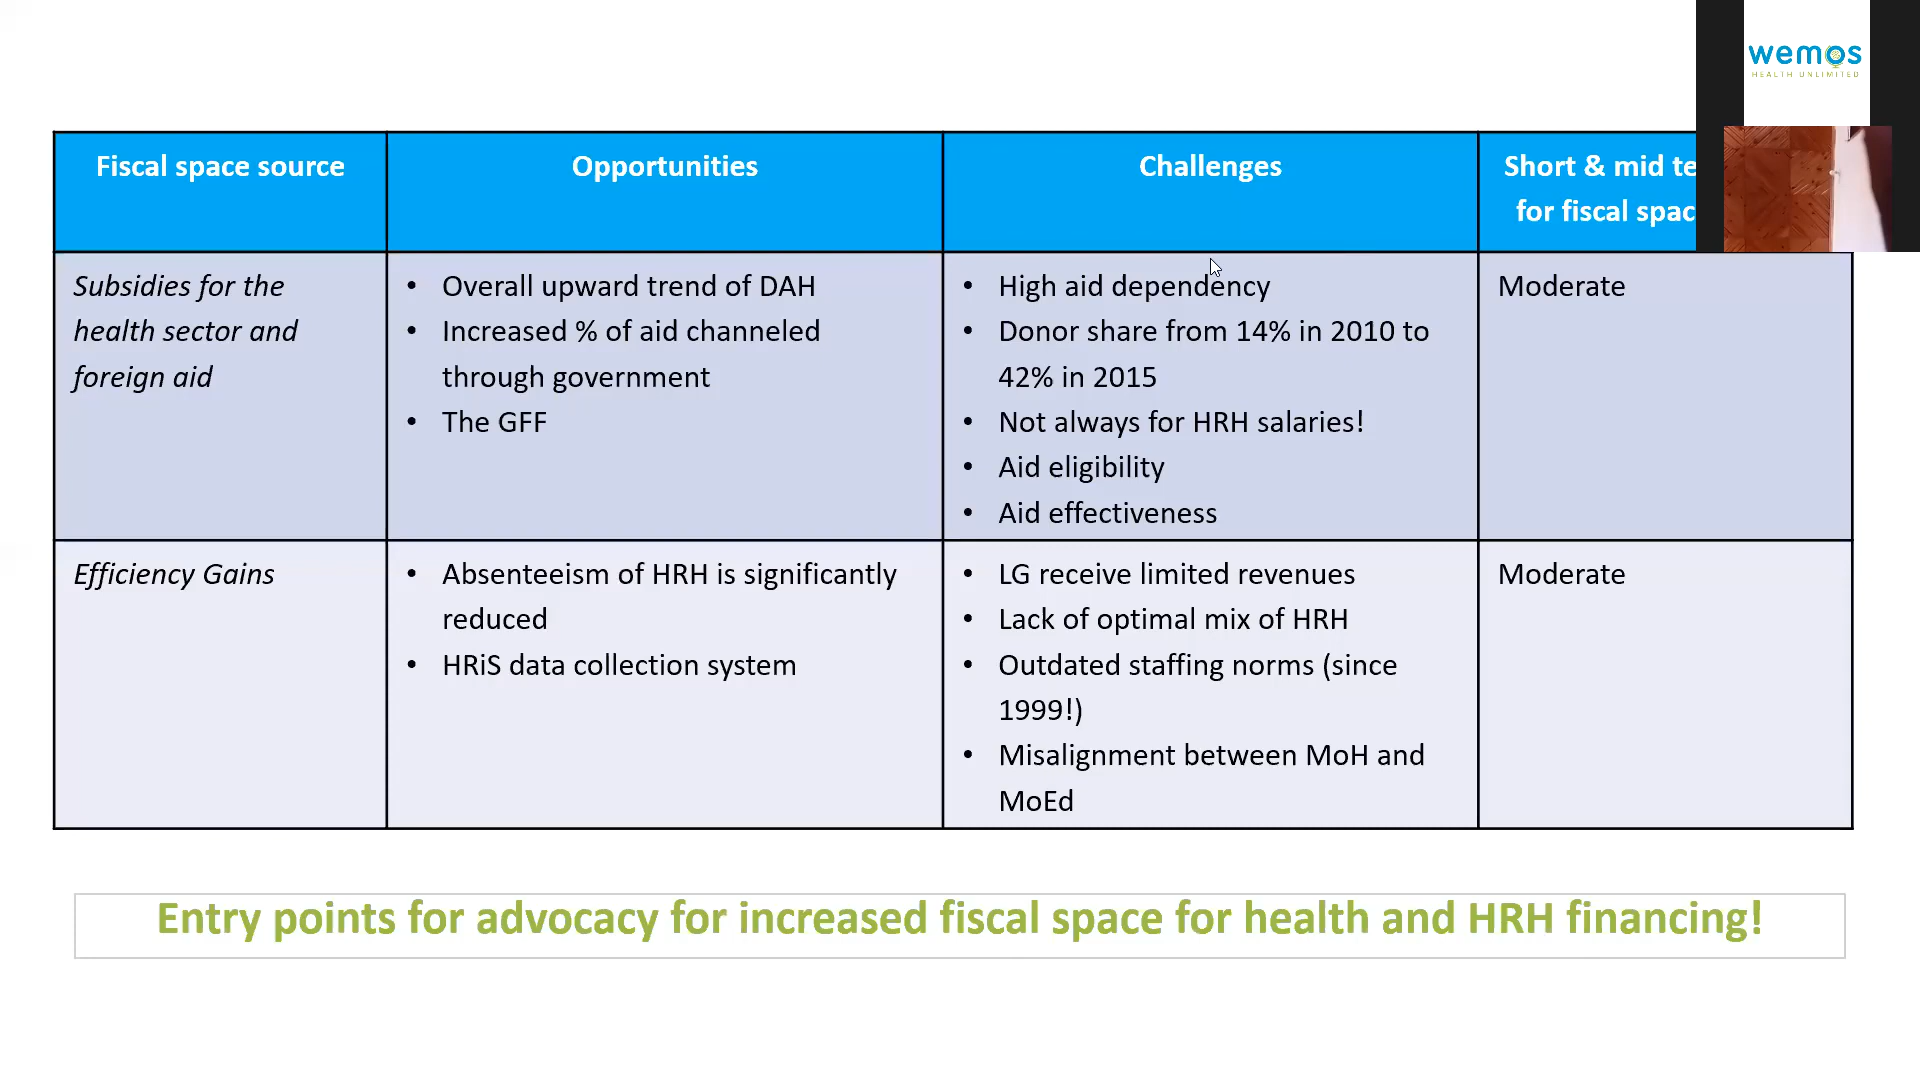 wemos
HEALTH UNLIMITED
Fiscal space source
Opportunities
Challenges
Short & mid
for fiscal
Subsidies for the
health sector and
foreign aid
• Overall upward trend of DAH
• Increased % of aid channeled
through government
• The GFF
• High aid dependency
• Donor share from 14% in 2010 to
42% in 2015
• Not always for HRH salaries!
• Aid eligibility
• Aid effectiveness
Moderate
Efficiency Gains
• Absenteeism of HRH is significantly
reduced
• HRiS data collection system
• LG receive limited revenues
• Lack of optimal mix of HRH
• Outdated staffing norms (since
1999!)
• Misalignment between MoH and
MoEd
Moderate
Entry points for advocacy for increased fiscal space for health and HRH financing!